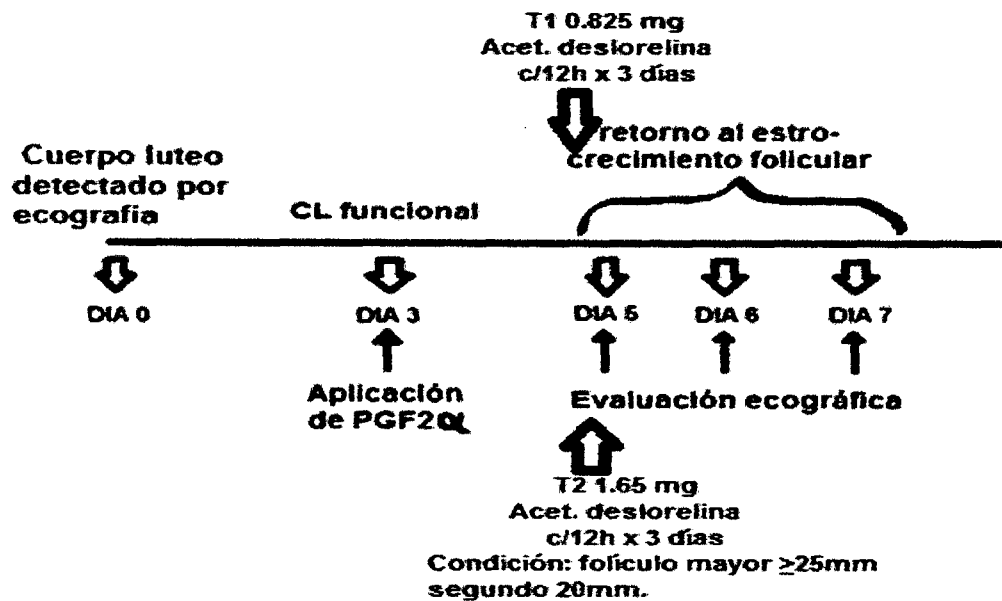 T1 0.825 mg
Acet. deslorelina
c/12h x 3 días
retorno al estro-
crecimiento folicular
Cuerpo luteo
detectado por
ecografia
CL funcional
DIA 0
DIA 3
DIA 5
DIA 6
DIA 7
Aplicación
de PGF2α
Evaluación ecográfica
T2 1.65 mg
Acet. deslorelina
c/12h x 3 días
Condición: folículo mayor ≥25mm
segundo 20mm.